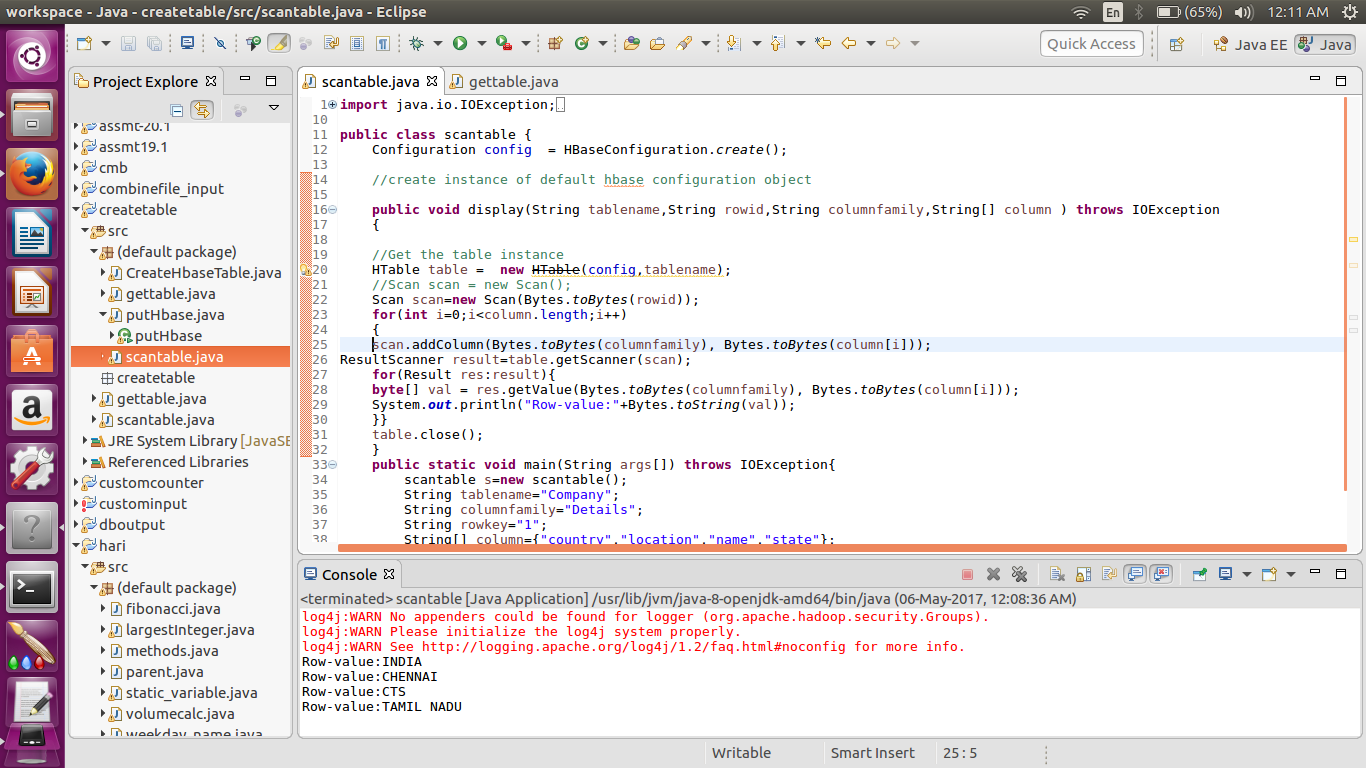 workspace - Java - createtable/src/scantable.java - Eclipse
En
(65%)
12:11 AM
Quick Access
Java EE
Java
Project Explore
assmt-20.1
assmt19.1
cmb
combinefile_input
createtable
src
(default package)
CreateHbaseTable.java
gettable.java
putHbase.java
putHbase
scantable.java
createtable
gettable.java
scantable.java
JRE System Library [JavaSE
Referenced Libraries
customcounter
custominput
dboutput
hari
src
(default package)
fibonacci.java
largestInteger.java
methods.java
parent.java
static_variable.java
volumecalc.java
weekday_name.java
scantable.java
gettable.java
1 import java.io.IOException;
10
11 public class scantable {
12 Configuration config  = HBaseConfiguration.create();
13
14 //create instance of default hbase configuration object
15
16 public void display(String tablename,String rowid,String columnfamily,String[] column ) throws IOException
17 {
18
19 //Get the table instance
20 HTable table =  new HTable(config,tablename);
21 //Scan scan = new Scan();
22 Scan scan=new Scan(Bytes.toBytes(rowid));
23 for(int i=0;i<column.length;i++)
24 {
25 scan.addColumn(Bytes.toBytes(columnfamily), Bytes.toBytes(column[i]));
26 ResultScanner result=table.getScanner(scan);
27 for(Result res:result){
28 byte[] val = res.getValue(Bytes.toBytes(columnfamily), Bytes.toBytes(column[i]));
29 System.out.println("Row-value:"+Bytes.toString(val));
30 }}
31 table.close();
32 }
33 public static void main(String args[]) throws IOException{
34 scantable s=new scantable();
35 String tablename="Company";
36 String columnfamily="Details";
37 String rowkey="1";
38 String[] column={"country","location","name","state"};
Console
<terminated> scantable [Java Application] /usr/lib/jvm/java-8-openjdk-amd64/bin/java (06-May-2017, 12:08:36 AM)
log4j:WARN No appenders could be found for logger (org.apache.hadoop.security.Groups).
log4j:WARN Please initialize the log4j system properly.
log4j:WARN See http://logging.apache.org/log4j/1.2/faq.html#noconfig for more info.
Row-value:INDIA
Row-value:CHENNAI
Row-value:CTS
Row-value:TAMIL NADU
Writable
Smart Insert
25 : 5